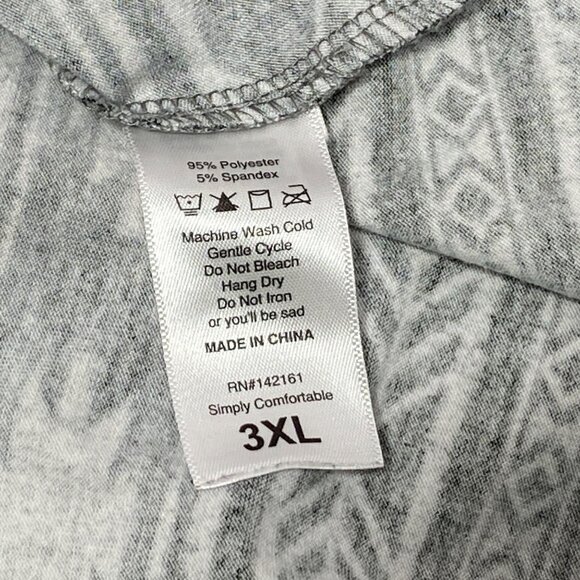 95% Polyester
5% Spandex
Machine Wash Cold
Gentle Cycle
Do Not Bleach
Hang Dry
Do Not Iron
or you'll be sad
MADE IN CHINA
RN#142161
Simply Comfortable
3XL